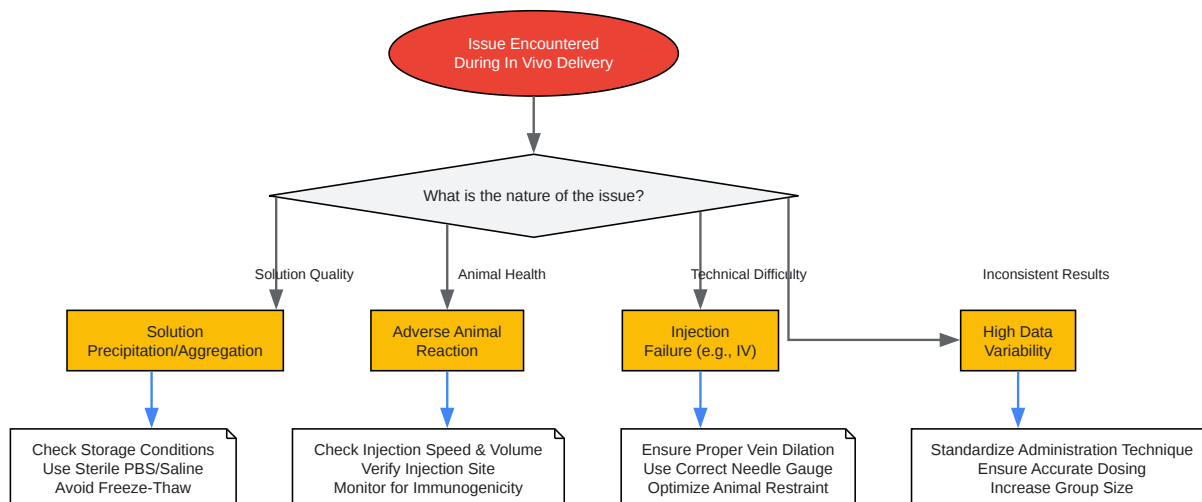 Issue Encountered
During In Vivo Delivery
What is the nature of the issue?
Solution Quality
Animal Health
Technical Difficulty
Inconsistent Results
Solution
Precipitation/Aggregation
Adverse Animal
Reaction
Injection
Failure (e.g., IV)
High Data
Variability
Check Storage Conditions
Use Sterile PBS/Saline
Avoid Freeze-Thaw
Check Injection Speed & Volume
Verify Injection Site
Monitor for Immunogenicity
Ensure Proper Vein Dilation
Use Correct Needle Gauge
Optimize Animal Restraint
Standardize Administration Technique
Ensure Accurate Dosing
Increase Group Size